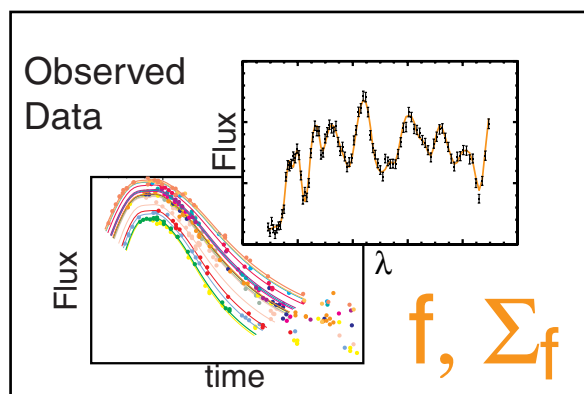 Observed
Data
Flux
λ
Flux
time
f, Σf